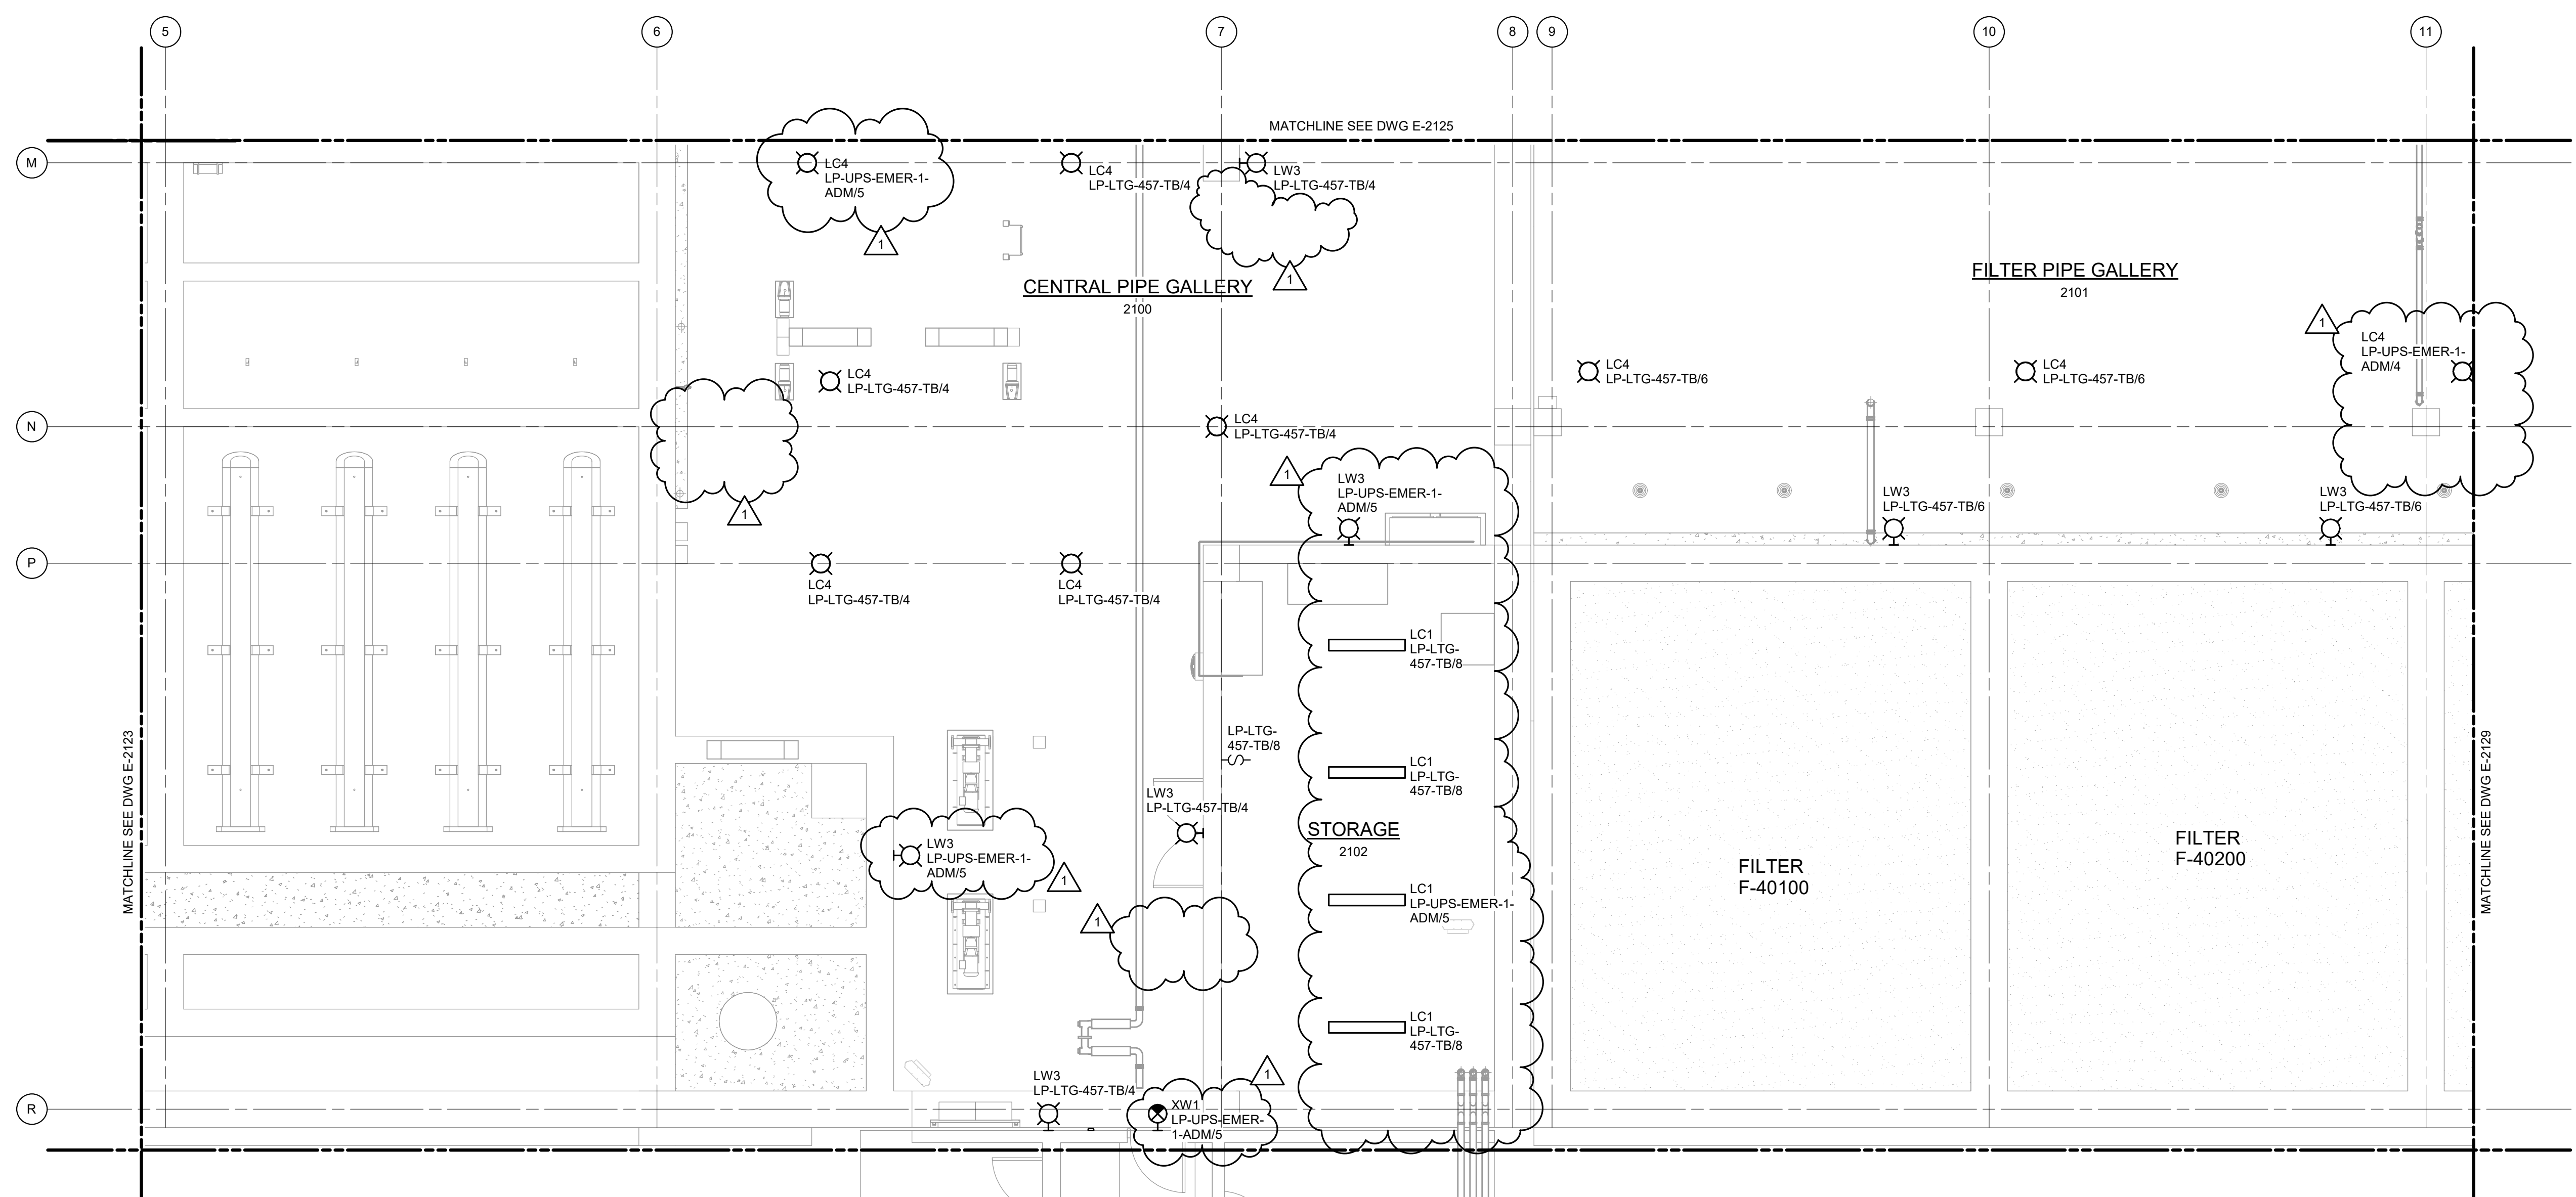 5
6
7
8
9
10
11
MATCHLINE SEE DWG E-2125
M
LC4
LP-UPS-EMER-1-
ADM/5
1
LC4
LP-LTG-457-TB/4
LW3
LP-LTG-457-TB/4
1
CENTRAL PIPE GALLERY
2100
FILTER PIPE GALLERY
2101
1
LC4
LP-UPS-EMER-1-
ADM/4
LC4
LP-LTG-457-TB/4
LC4
LP-LTG-457-TB/6
LC4
LP-LTG-457-TB/6
N
LC4
LP-LTG-457-TB/4
1
1
LW3
LP-UPS-EMER-1-
ADM/5
LW3
LP-LTG-457-TB/6
LW3
LP-LTG-457-TB/6
P
LC4
LP-LTG-457-TB/4
LC4
LP-LTG-457-TB/4
LC1
LP-LTG-
457-TB/8
LP-LTG-
457-TB/8
S
LC1
LP-LTG-
457-TB/8
MATCHLINE SEE DWG E-2123
MATCHLINE SEE DWG E-2129
LW3
LP-LTG-457-TB/4
STORAGE
2102
LW3
LP-UPS-EMER-1-
ADM/5
1
FILTER
F-40100
FILTER
F-40200
1
LC1
LP-UPS-EMER-1-
ADM/5
LC1
LP-LTG-
457-TB/8
LW3
LP-LTG-457-TB/4
1
R
XW1
LP-UPS-EMER-
1-ADM/5